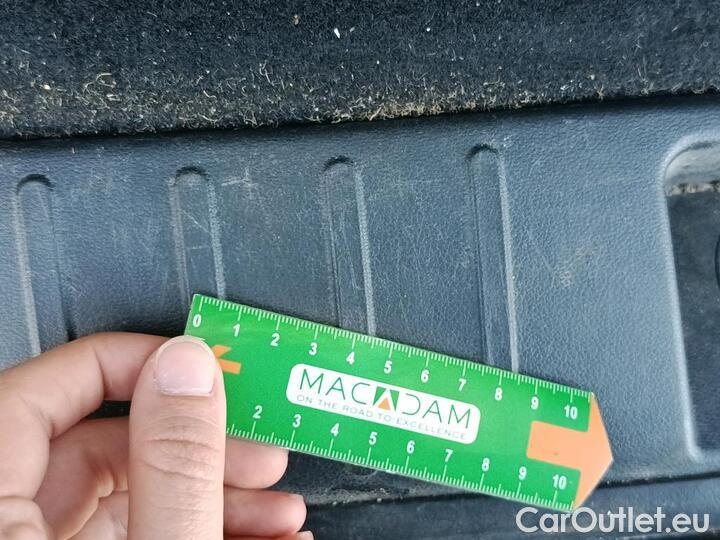 0 1 2 3 4 5 6 7 8 9 10
MACADAM
ON THE ROAD TO EXCELLENCE
2 3 4 5 6 7 8 9 10
CarOutlet.eu